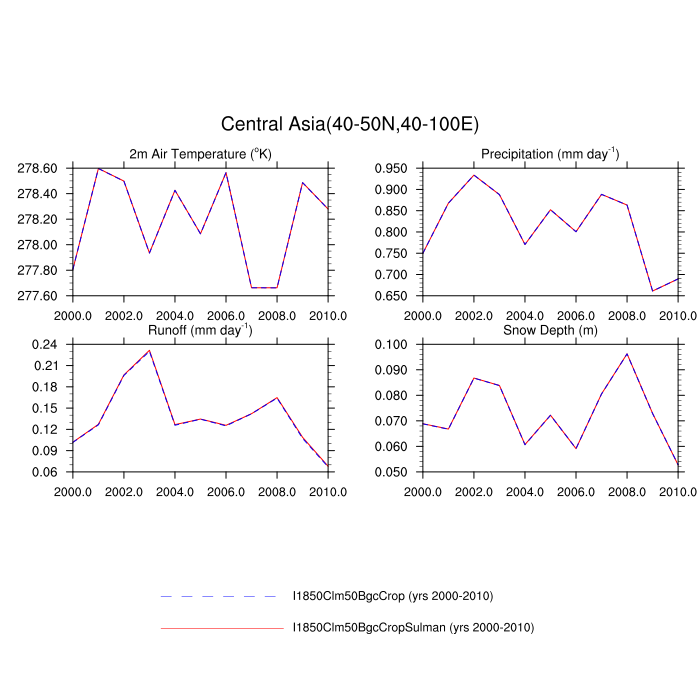 Central Asia(40-50N,40-100E)
2m Air Temperature (°K)
278.60
278.40
278.20
278.00
277.80
277.60
2000.0 2002.0 2004.0 2006.0 2008.0 2010.0
Precipitation (mm day⁻¹)
0.950
0.900
0.850
0.800
0.750
0.700
0.650
2000.0 2002.0 2004.0 2006.0 2008.0 2010.0
Runoff (mm day⁻¹)
0.24
0.21
0.18
0.15
0.12
0.09
0.06
2000.0 2002.0 2004.0 2006.0 2008.0 2010.0
Snow Depth (m)
0.100
0.090
0.080
0.070
0.060
0.050
2000.0 2002.0 2004.0 2006.0 2008.0 2010.0
I1850Clm50BgcCrop (yrs 2000-2010)
I1850Clm50BgcCropSulman (yrs 2000-2010)